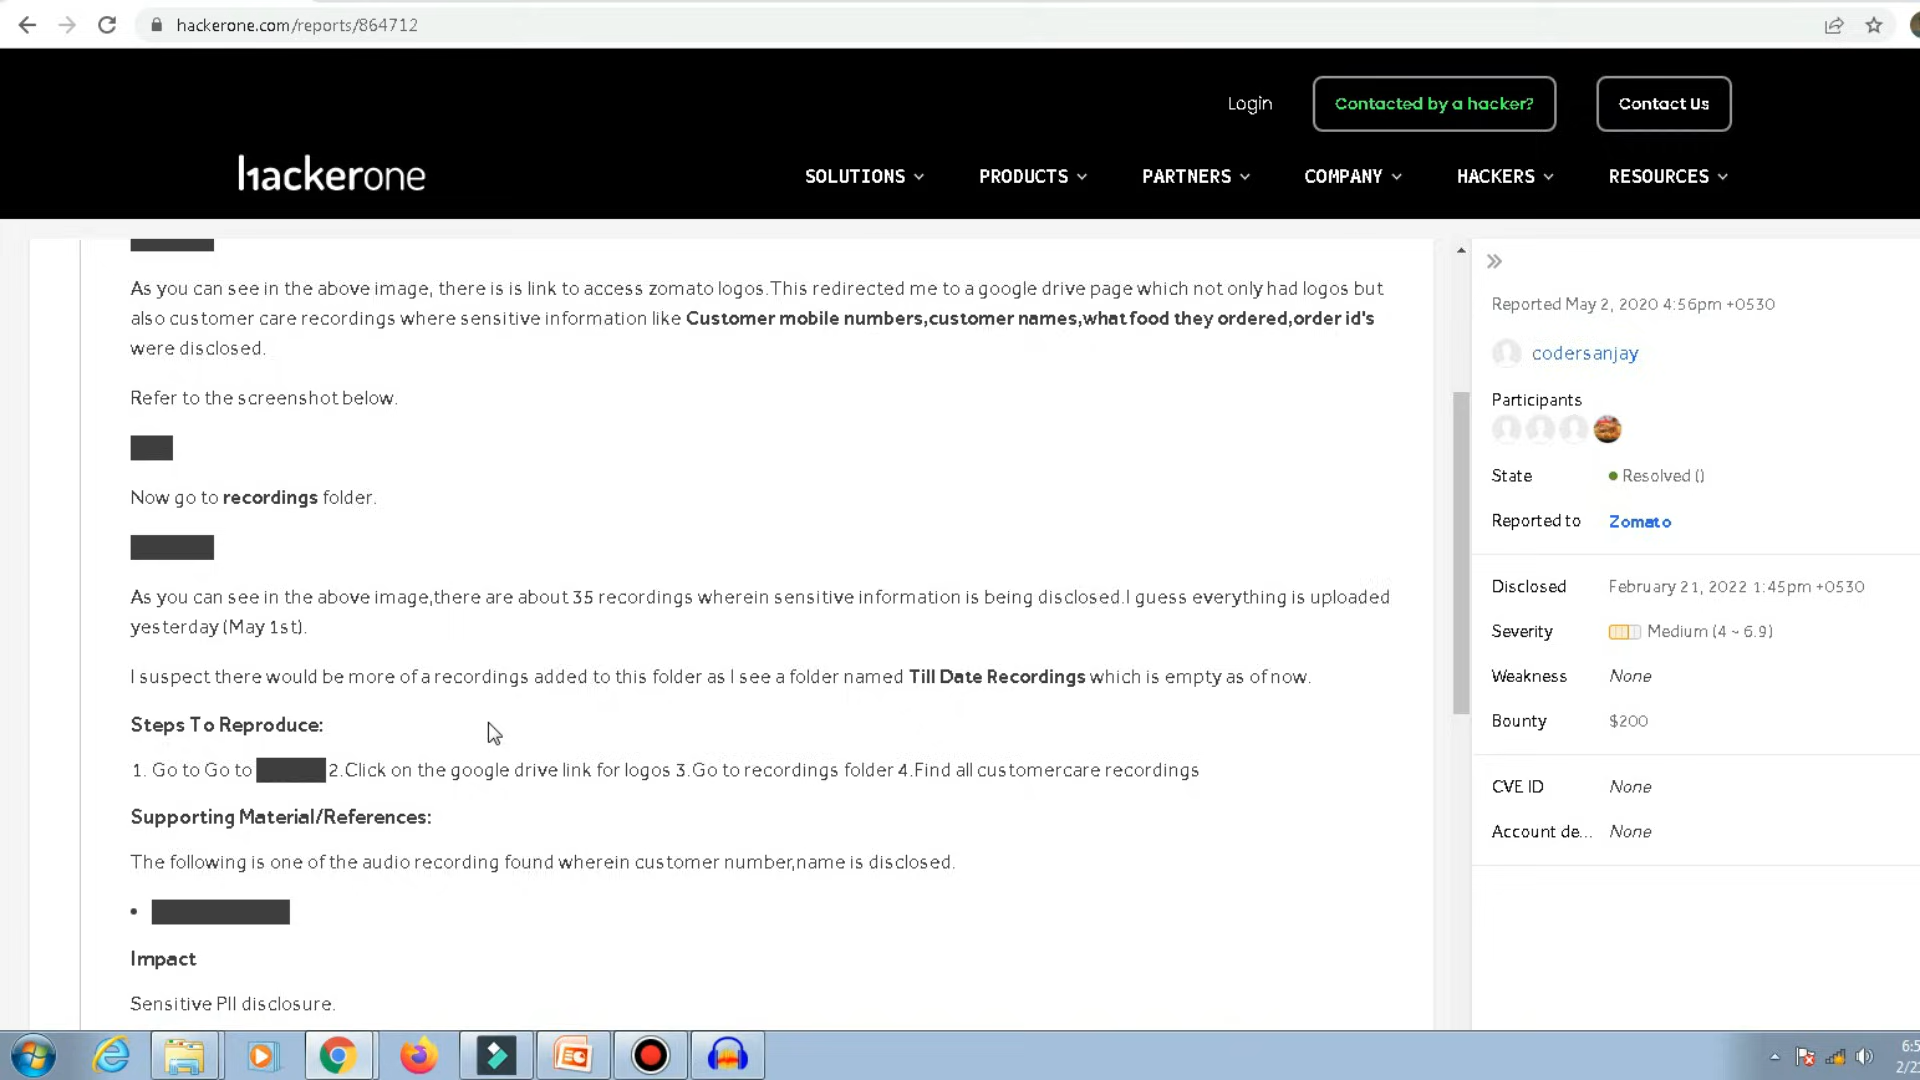 hackerone.com/reports/864712
Login
Contacted by a hacker?
Contact Us
hackerone
SOLUTIONS
PRODUCTS
PARTNERS
COMPANY
HACKERS
RESOURCES
As you can see in the above image, there is is link to access zomato logos.This redirected me to a google drive page which not only had logos but
also customer care recordings where sensitive information like Customer mobile numbers,customer names,what food they ordered,order id's
were disclosed.
Refer to the screenshot below.
Now go to recordings folder.
As you can see in the above image,there are about 35 recordings wherein sensitive information is being disclosed.I guess everything is uploaded
yesterday (May 1st).
I suspect there would be more of a recordings added to this folder as I see a folder named Till Date Recordings which is empty as of now.
Steps To Reproduce:
1. Go to Go to 2.Click on the google drive link for logos 3.Go to recordings folder 4.Find all customercare recordings
Supporting Material/References:
The following is one of the audio recording found wherein customer number,name is disclosed.
Impact
Sensitive PII disclosure.
Reported May 2, 2020 4:56pm +0530
codersanjay
Participants
State Resolved ()
Reported to Zomato
Disclosed February 21, 2022 1:45pm +0530
Severity Medium (4 ~ 6.9)
Weakness None
Bounty $200
CVE ID None
Account de... None